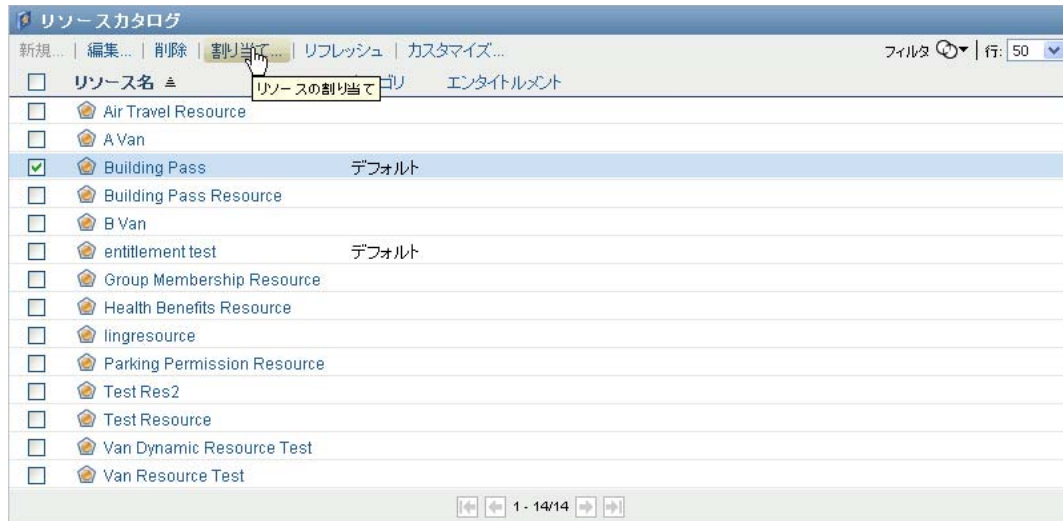 リソースカタログ
新規... | 編集... | 削除 | 割り当て... | リフレッシュ | カスタマイズ... フィルタ | 行: 50
リソース名 ゴリ エンタイトルメント
リソースの割り当て
Air Travel Resource
A Van
Building Pass デフォルト
Building Pass Resource
B Van
entitlement test デフォルト
Group Membership Resource
Health Benefits Resource
lingresource
Parking Permission Resource
Test Res2
Test Resource
Van Dynamic Resource Test
Van Resource Test
1 - 14/14